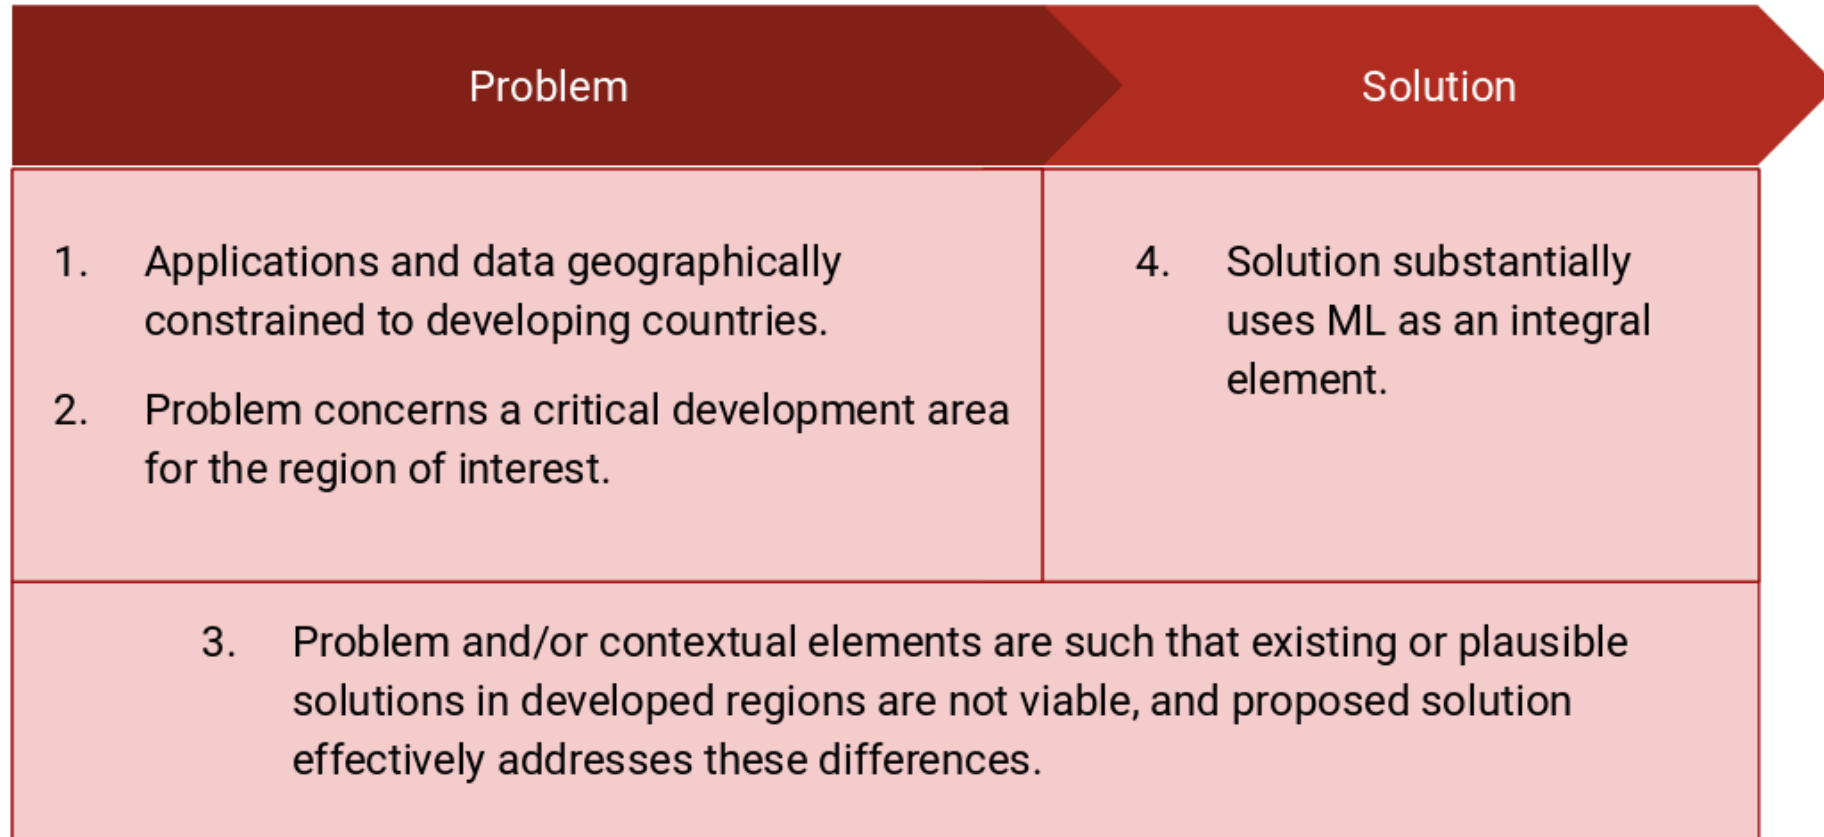 Problem
Solution
1. Applications and data geographically
constrained to developing countries.
2. Problem concerns a critical development area
for the region of interest.
4. Solution substantially
uses ML as an integral
element.
3. Problem and/or contextual elements are such that existing or plausible
solutions in developed regions are not viable, and proposed solution
effectively addresses these differences.